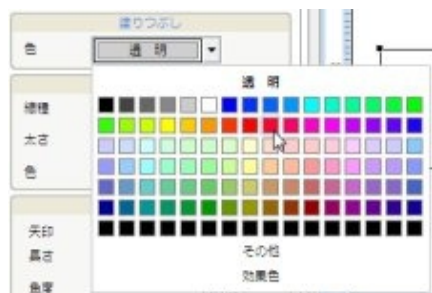 塗りつぶし
色
透 明
透 明
線種
太さ
色
矢印
その他
長さ
効果色
角度